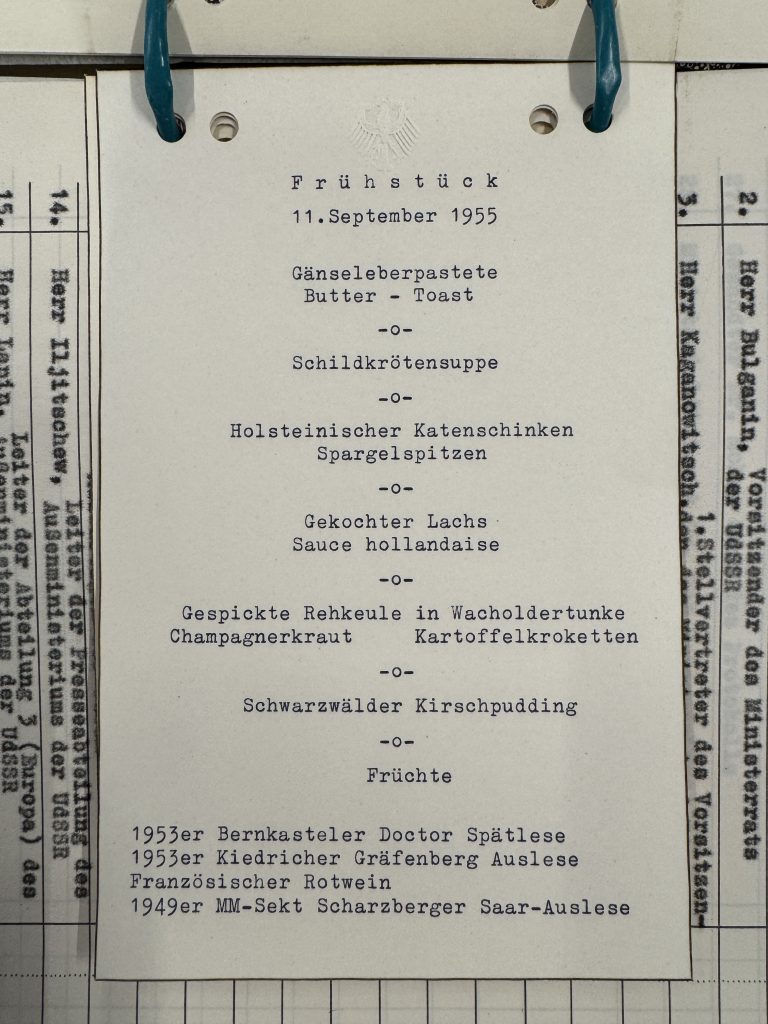 Frühstück
11.September 1955
Gänseleberpastete
Butter - Toast
-o-
Schildkrötensuppe
-o-
Holsteinischer Katenschinken
Spargelspitzen
-o-
Gekochter Lachs
Sauce hollandaise
-o-
Gespickte Rehkeule in Wacholdertunke
Champagnerkraut Kartoffelkroketten
-o-
Schwarzwälder Kirschpudding
-o-
Früchte
1953er Bernkasteler Doctor Spätlese
1953er Kiedricher Gräfenberg Auslese
Französischer Rotwein
1949er MM-Sekt Scharzberger Saar-Auslese
2. Herr Bulganin, Vorsitzender des Ministerrats
der UdSSR
3. Herr Kaganowitsch,
1.Stellvertreter des Vorsitzen-
14. Herr Iljitschew, Leiter der Presseabteilung des
Außenministeriums der UdSSR
15. Herr Lapin, Leiter der Abteilung 3 (Europa) des
Außenministeriums der UdSSR